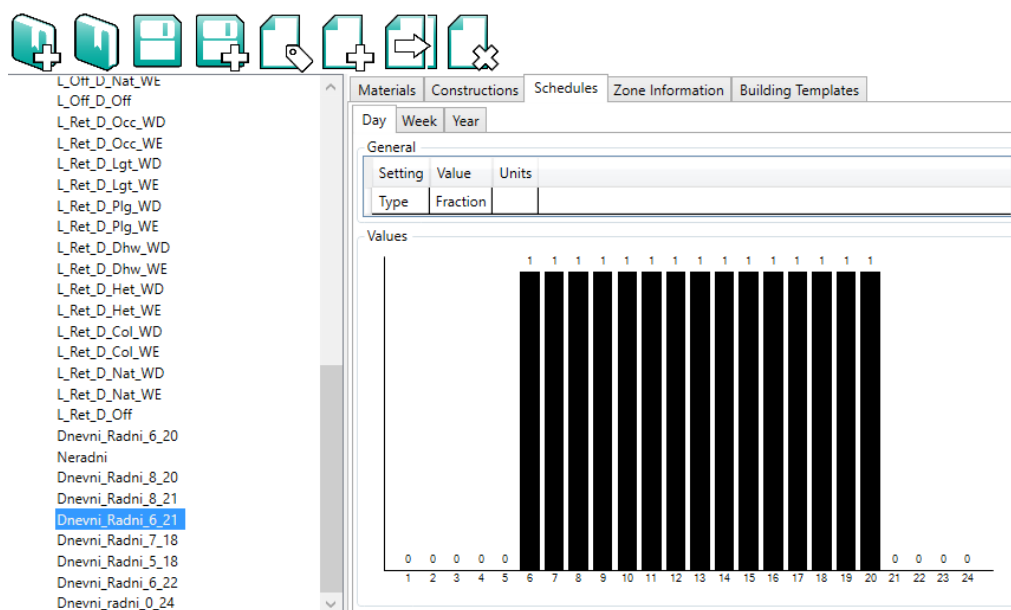 L_Off_D_Nat_WE
L_Off_D_Off
L_Ret_D_Occ_WD
L_Ret_D_Occ_WE
L_Ret_D_Lgt_WD
L_Ret_D_Lgt_WE
L_Ret_D_Plg_WD
L_Ret_D_Plg_WE
L_Ret_D_Dhw_WD
L_Ret_D_Dhw_WE
L_Ret_D_Het_WD
L_Ret_D_Het_WE
L_Ret_D_Col_WD
L_Ret_D_Col_WE
L_Ret_D_Nat_WD
L_Ret_D_Nat_WE
L_Ret_D_Off
Dnevni_Radni_6_20
Neradni
Dnevni_Radni_8_20
Dnevni_Radni_8_21
Dnevni_Radni_6_21
Dnevni_Radni_7_18
Dnevni_Radni_5_18
Dnevni_Radni_6_22
Dnevni_radni_0_24
Materials Constructions Schedules Zone Information Building Templates
Day Week Year
General
Setting Value Units
Type Fraction
Values
1 1 1 1 1 1 1 1 1 1 1 1 1 1 1
0 0 0 0 0 0 0 0 0
1 2 3 4 5 6 7 8 9 10 11 12 13 14 15 16 17 18 19 20 21 22 23 24